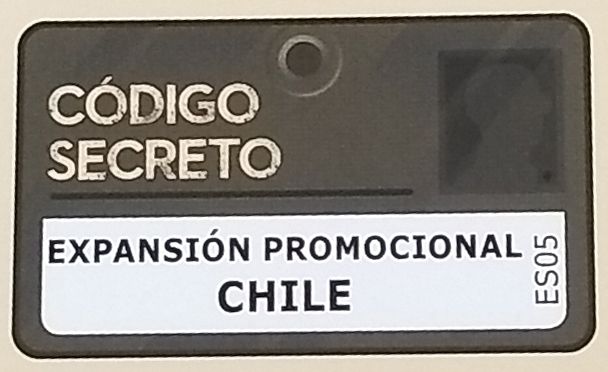 CÓDIGO
SECRETO
EXPANSIÓN PROMOCIONAL
CHILE
ES05